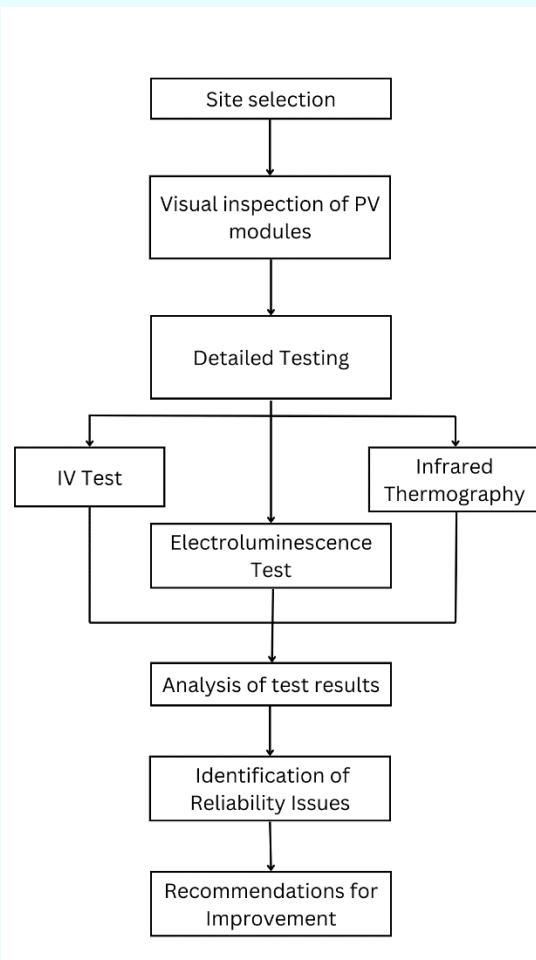 Site selection
Visual inspection of PV
modules
Detailed Testing
IV Test
Infrared
Thermography
Electroluminescence
Test
Analysis of test results
Identification of
Reliability Issues
Recommendations for
Improvement